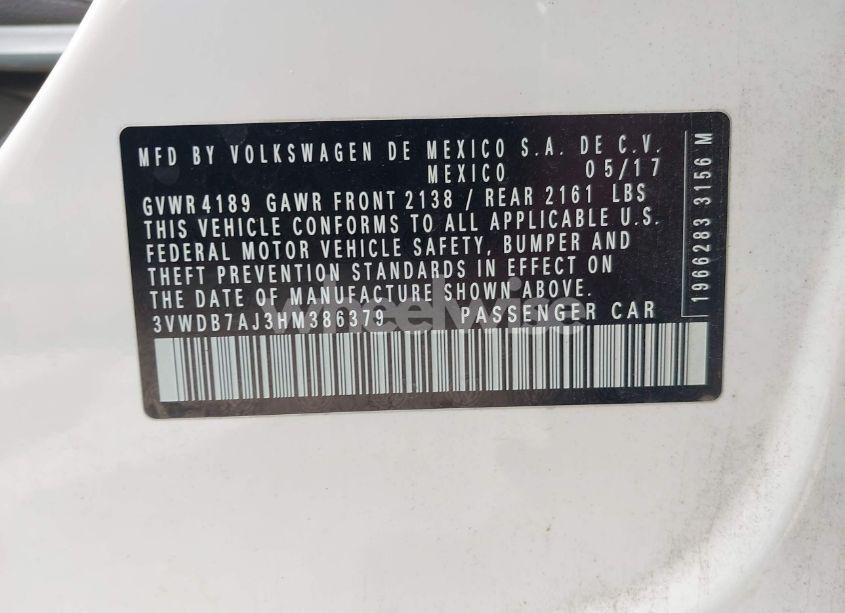 MFD BY VOLKSWAGEN DE MEXICO S.A. DE C.V.
MEXICO 05/17
GVWR 4189 GAWR FRONT 2138 / REAR 2161 LBS
THIS VEHICLE CONFORMS TO ALL APPLICABLE U.S.
FEDERAL MOTOR VEHICLE SAFETY, BUMPER AND
THEFT PREVENTION STANDARDS IN EFFECT ON
THE DATE OF MANUFACTURE SHOWN ABOVE.
3VWDB7AJ3HM386379 PASSENGER CAR
1966283 3156 M
wheelwise